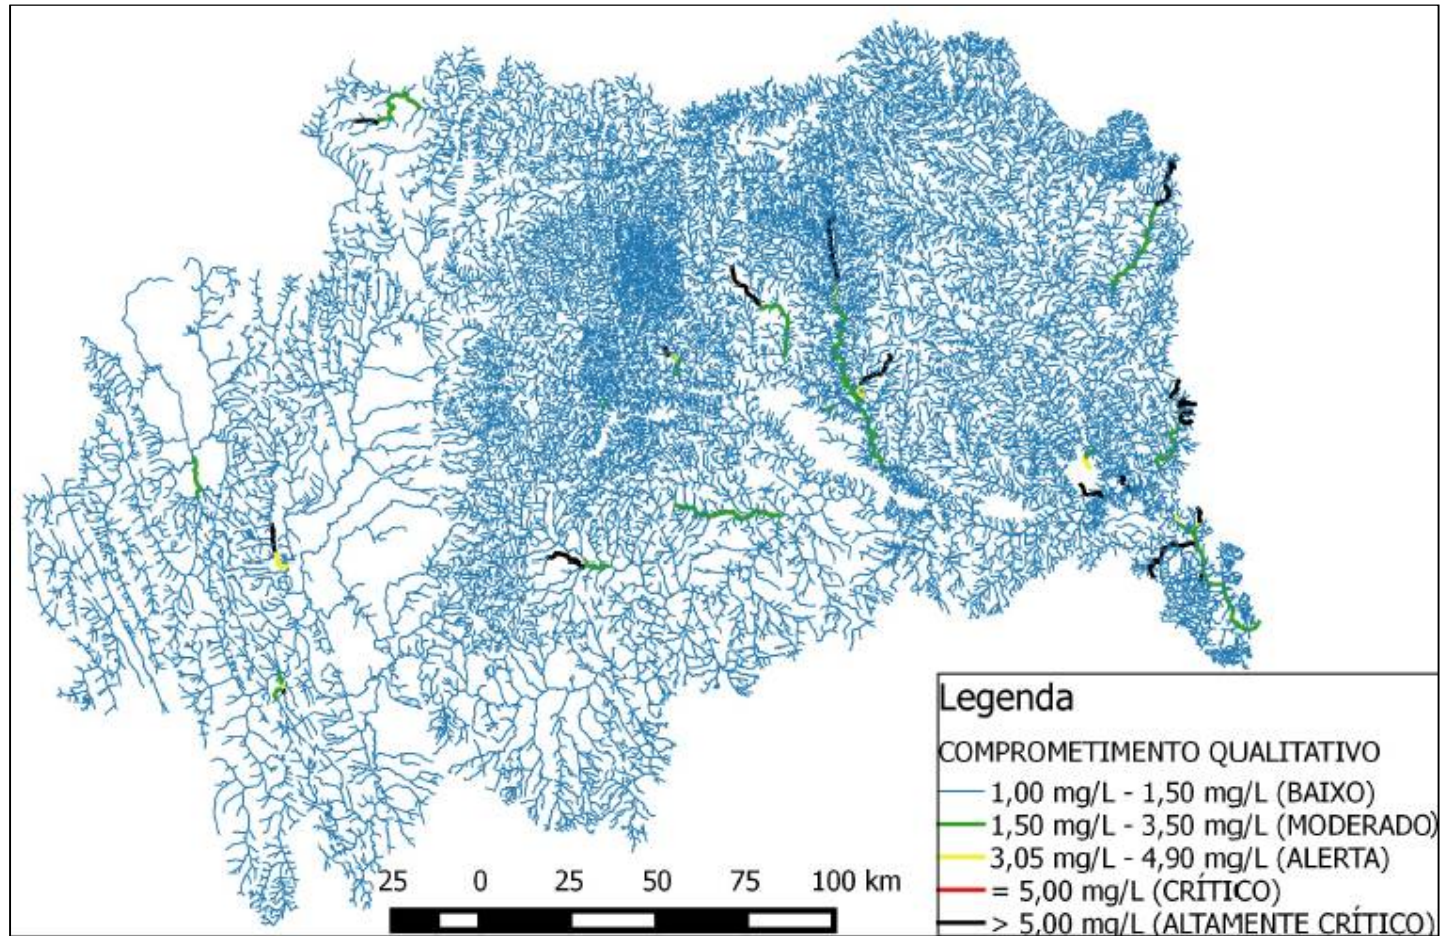 Legenda
COMPROMETIMENTO QUALITATIVO
1,00 mg/L - 1,50 mg/L (BAIXO)
1,50 mg/L - 3,50 mg/L (MODERADO)
3,05 mg/L - 4,90 mg/L (ALERTA)
= 5,00 mg/L (CRÍTICO)
> 5,00 mg/L (ALTAMENTE CRÍTICO)
25 0 25 50 75 100 km